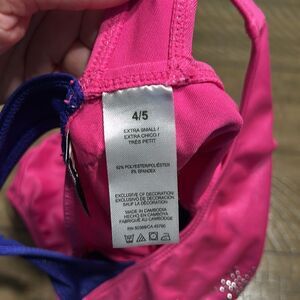 4/5
EXTRA SMALL/
EXTRA CHICO/
TRÈS PETIT
92% POLYESTER/POLIÉSTER
8% SPANDEX
EXCLUSIVE OF DECORATION
EXCLUSIVO DE DECORACION
SAUF LA DÉCORATION
MADE IN CAMBODIA
HECHO EN CAMBOYA
FABRIQUÉ AU CAMBODGE